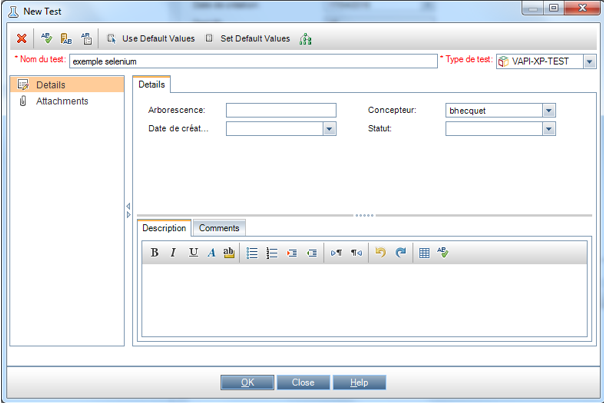 New Test
Use Default Values Set Default Values
* Nom du test: exemple selenium * Type de test: VAPI-XP-TEST
Details
Attachments
Details
Arborescence: Concepteur: bhecquet
Date de créat... Statut:
Description Comments
B I U A ab
OK Close Help